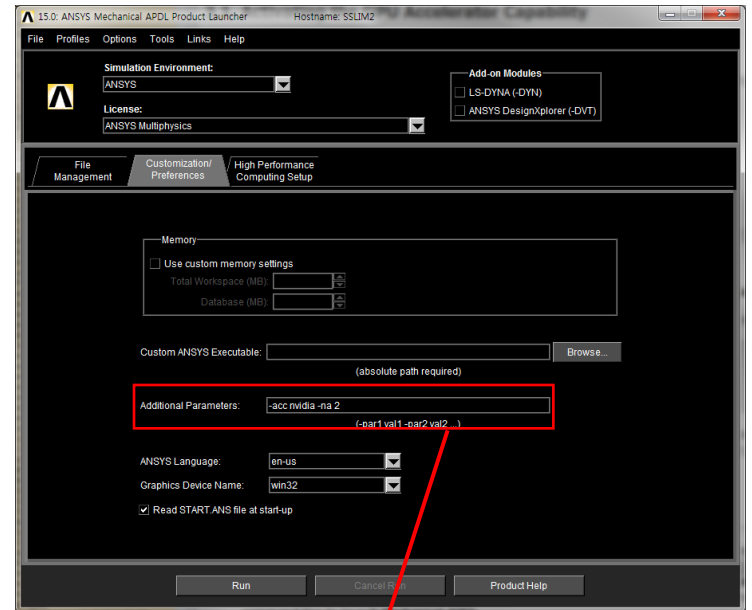 15.0: ANSYS Mechanical APDL Product Launcher Hostname: SSLIM2
Accelerator Capability
File Profiles Options Tools Links Help
Simulation Environment:
ANSYS
License:
ANSYS Multiphysics
Add-on Modules
LS-DYNA (-DYN)
ANSYS DesignXplorer (-DVT)
File Management
Customization/ Preferences
High Performance Computing Setup
Memory
Use custom memory settings
Total Workspace (MB):
Database (MB):
Custom ANSYS Executable:
Browse...
(absolute path required)
Additional Parameters: -acc nvidia -na 2
(-par1 val1 -par2 val2 ...)
ANSYS Language: en-us
Graphics Device Name: win32
Read START.ANS file at start-up
Run Cancel Run Product Help